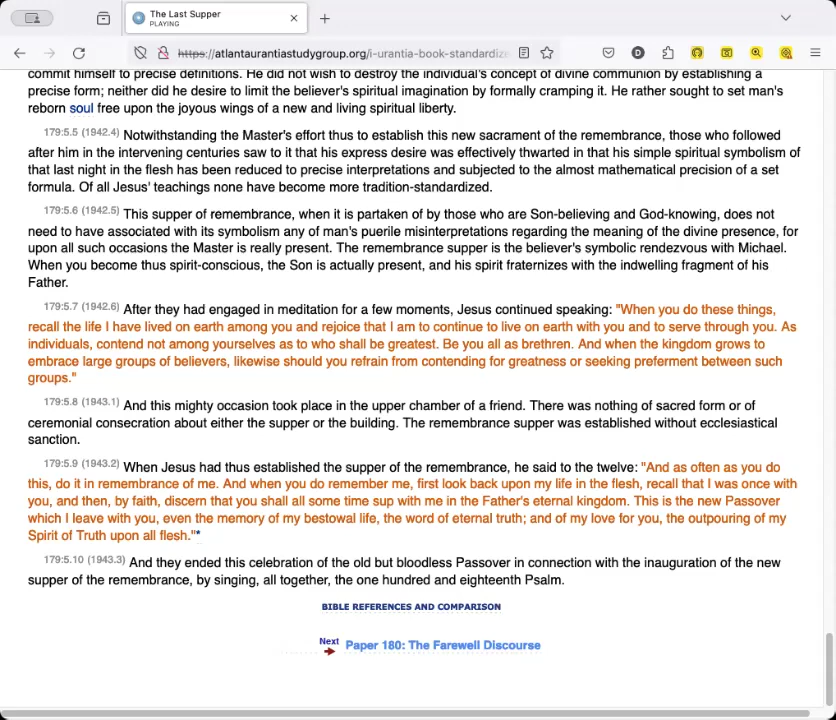 The Last Supper
PLAYING
https://atlantaurantiastudygroup.org/i-urantia-book-standardize
commit himself to precise definitions. He did not wish to destroy the individual's concept of divine communion by establishing a
precise form; neither did he desire to limit the believer's spiritual imagination by formally cramping it. He rather sought to set man's
reborn soul free upon the joyous wings of a new and living spiritual liberty.
179:5.5 (1942.4) Notwithstanding the Master's effort thus to establish this new sacrament of the remembrance, those who followed
after him in the intervening centuries saw to it that his express desire was effectively thwarted in that his simple spiritual symbolism of
that last night in the flesh has been reduced to precise interpretations and subjected to the almost mathematical precision of a set
formula. Of all Jesus' teachings none have become more tradition-standardized.
179:5.6 (1942.5) This supper of remembrance, when it is partaken of by those who are Son-believing and God-knowing, does not
need to have associated with its symbolism any of man's puerile misinterpretations regarding the meaning of the divine presence, for
upon all such occasions the Master is really present. The remembrance supper is the believer's symbolic rendezvous with Michael.
When you become thus spirit-conscious, the Son is actually present, and his spirit fraternizes with the indwelling fragment of his
Father.
179:5.7 (1942.6) After they had engaged in meditation for a few moments, Jesus continued speaking: "When you do these things,
recall the life I have lived on earth among you and rejoice that I am to continue to live on earth with you and to serve through you. As
individuals, contend not among yourselves as to who shall be greatest. Be you all as brethren. And when the kingdom grows to
embrace large groups of believers, likewise should you refrain from contending for greatness or seeking preferment between such
groups."
179:5.8 (1943.1) And this mighty occasion took place in the upper chamber of a friend. There was nothing of sacred form or of
ceremonial consecration about either the supper or the building. The remembrance supper was established without ecclesiastical
sanction.
179:5.9 (1943.2) When Jesus had thus established the supper of the remembrance, he said to the twelve: "And as often as you do
this, do it in remembrance of me. And when you do remember me, first look back upon my life in the flesh, recall that I was once with
you, and then, by faith, discern that you shall all some time sup with me in the Father's eternal kingdom. This is the new Passover
which I leave with you, even the memory of my bestowal life, the word of eternal truth; and of my love for you, the outpouring of my
Spirit of Truth upon all flesh."*
179:5.10 (1943.3) And they ended this celebration of the old but bloodless Passover in connection with the inauguration of the new
supper of the remembrance, by singing, all together, the one hundred and eighteenth Psalm.
BIBLE REFERENCES AND COMPARISON
Next Paper 180: The Farewell Discourse